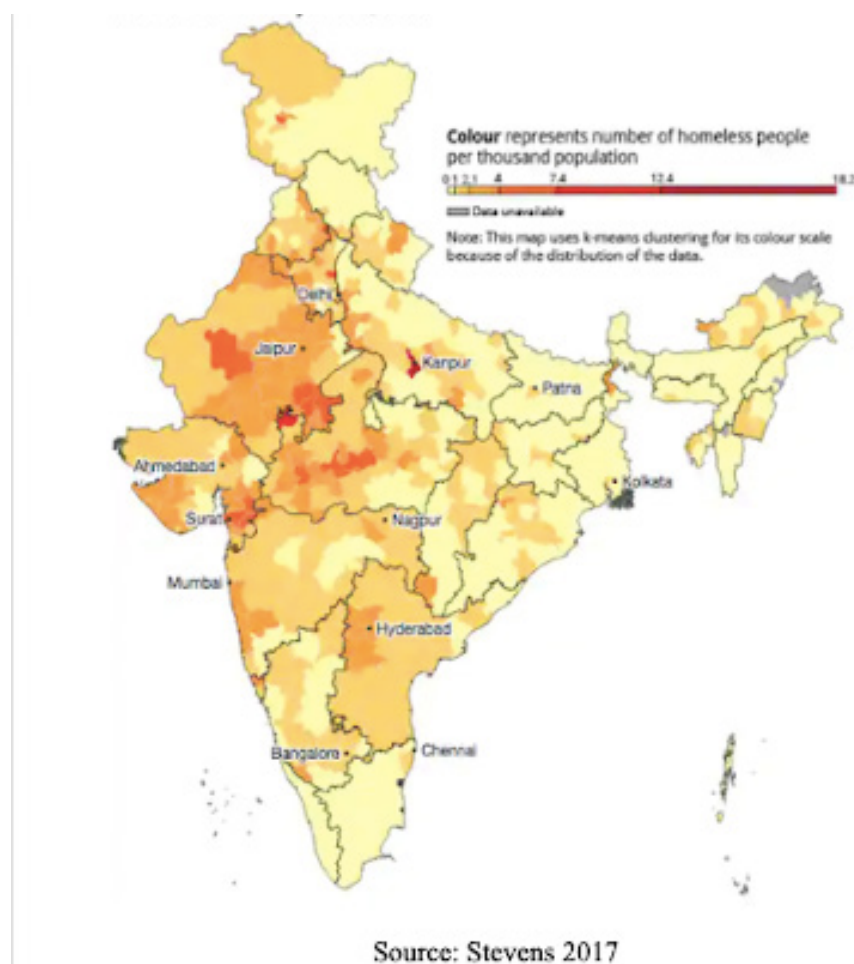 Colour represents number of homeless people
per thousand population
0 1 2.1 4 7.4 12.4 18.2
Data unavailable
Note: This map uses k-means clustering for its colour scale
because of the distribution of the data.
Delhi
Jaipur
Kanpur
Patna
Ahmedabad
Kolkata
Surat
Nagpur
Mumbai
Hyderabad
Bangalore
Chennai
Source: Stevens 2017